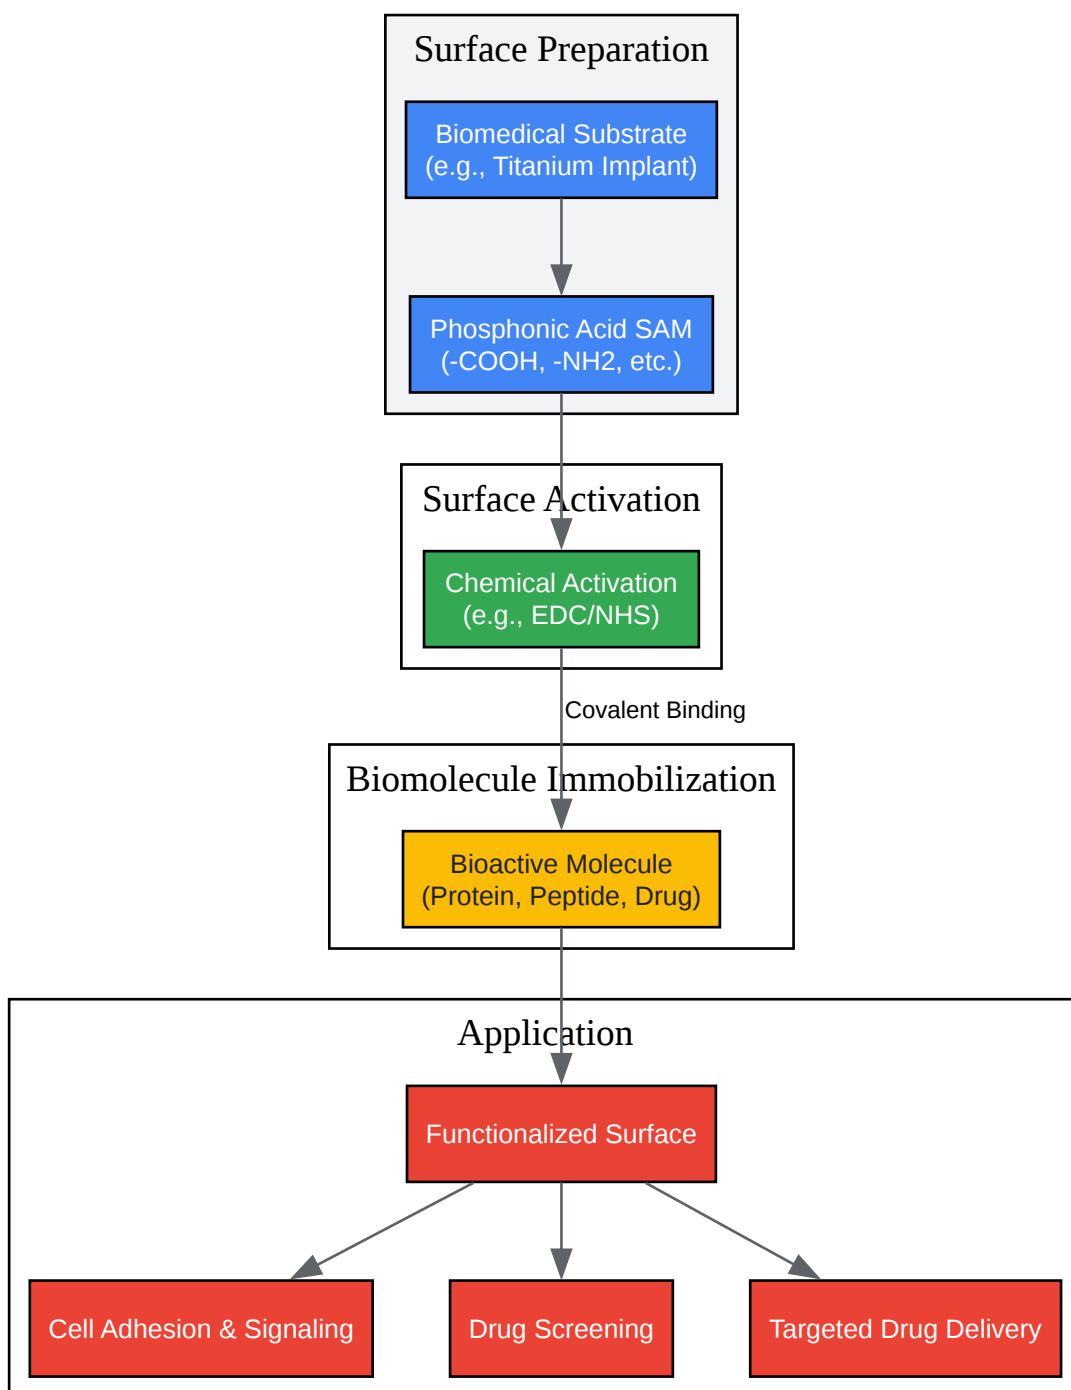 Surface Preparation
Biomedical Substrate
(e.g., Titanium Implant)
Phosphonic Acid SAM
(-COOH, -NH2, etc.)
Surface Activation
Chemical Activation
(e.g., EDC/NHS)
Covalent Binding
Biomolecule Immobilization
Bioactive Molecule
(Protein, Peptide, Drug)
Application
Functionalized Surface
Cell Adhesion & Signaling
Drug Screening
Targeted Drug Delivery